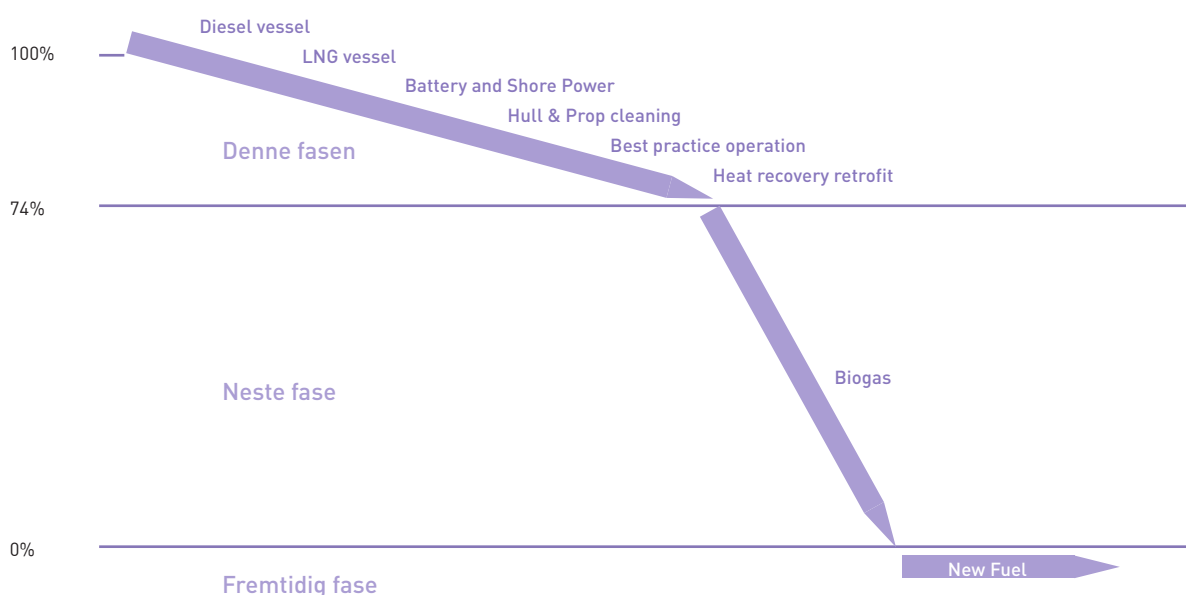 Diesel vessel
100%
LNG vessel
Battery and Shore Power
Hull & Prop cleaning
Denne fasen
Best practice operation
Heat recovery retrofit
74%
Biogas
Neste fase
0%
New Fuel
Fremtidig fase